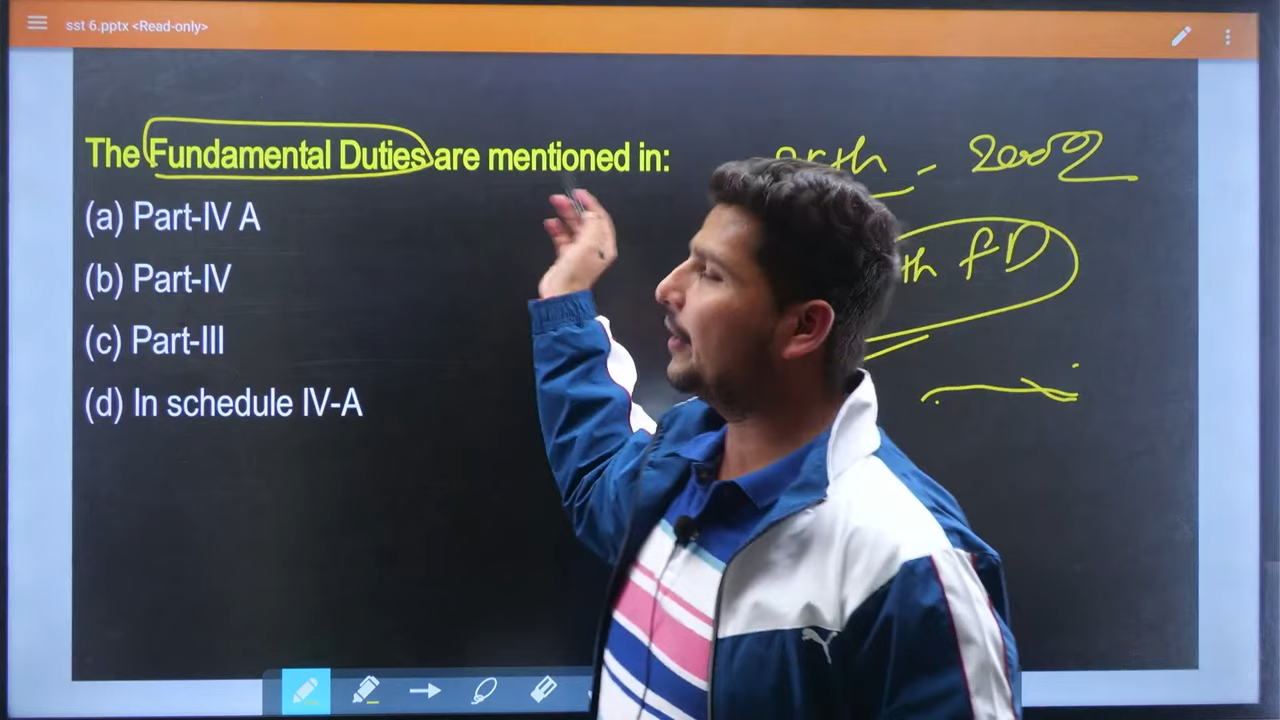 sst 6.pptx <Read-only>
The Fundamental Duties are mentioned in:
(a) Part-IV A
(b) Part-IV
(c) Part-III
(d) In schedule IV-A
th FD